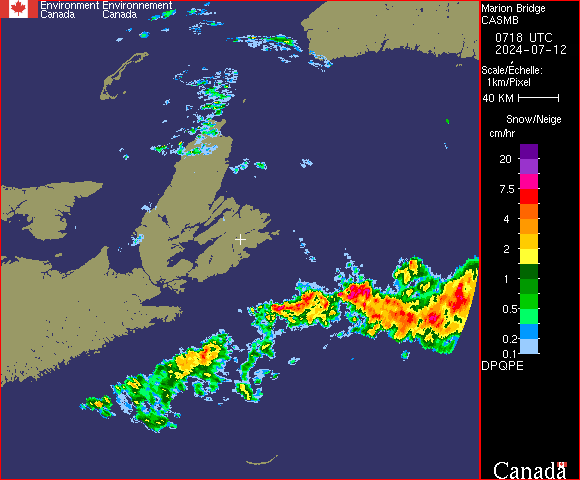 Environment Environnement
Canada Canada
Marion Bridge
CASMB
0718 UTC
2024-07-12
Scale/Échelle:
1km/Pixel
40 KM
Snow/Neige
cm/hr
20
7.5
4
2
1
0.5
0.2
0.1
DPQPE
Canada